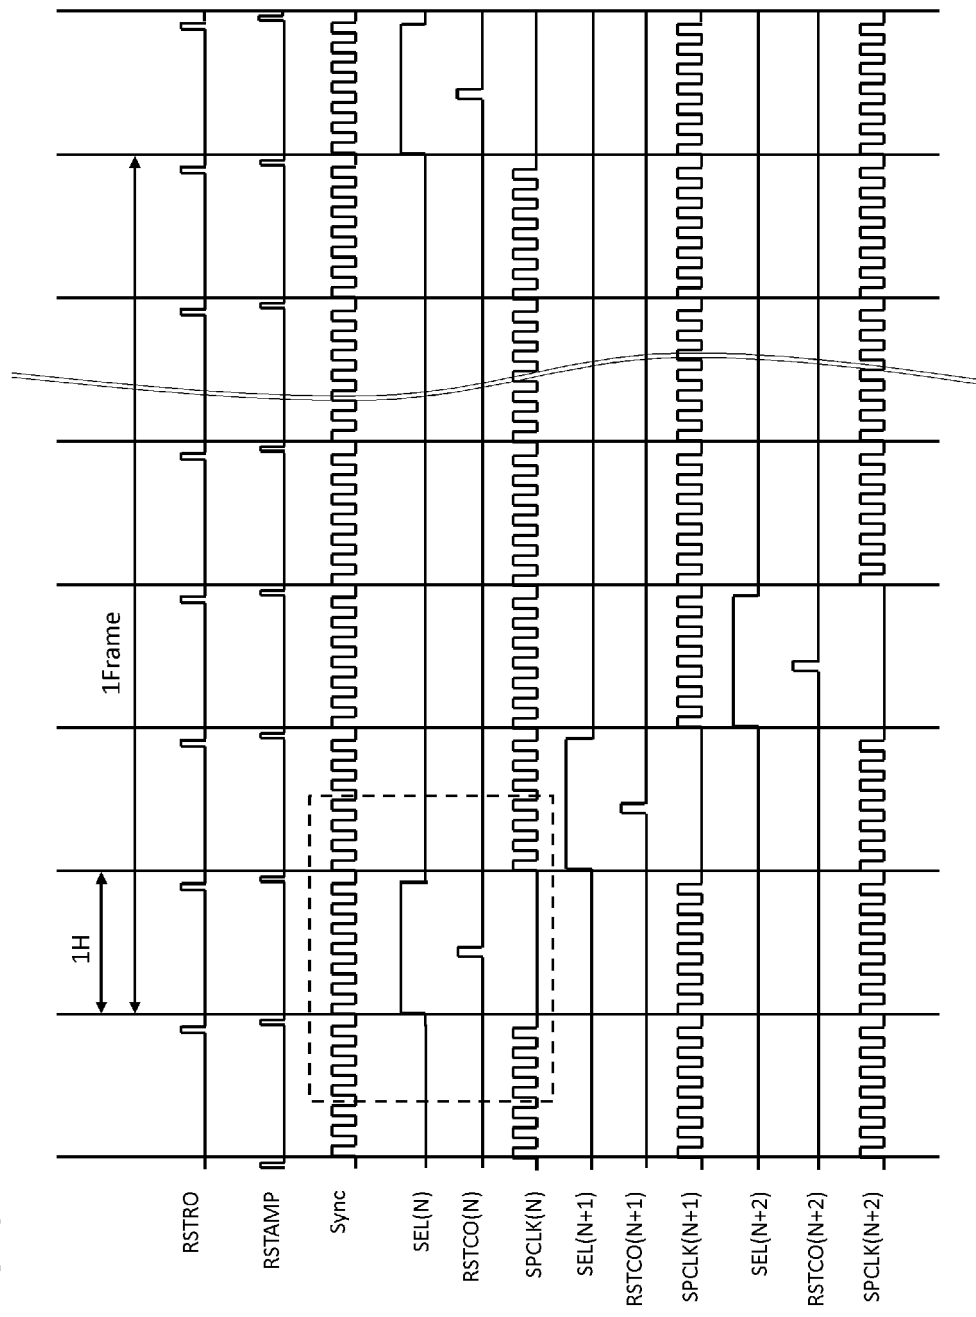 1Frame
1H
RSTRO
RSTAMP
Sync
SEL(N)
RSTCO(N)
SPCLK(N)
SEL(N+1)
RSTCO(N+1)
SPCLK(N+1)
SEL(N+2)
RSTCO(N+2)
SPCLK(N+2)